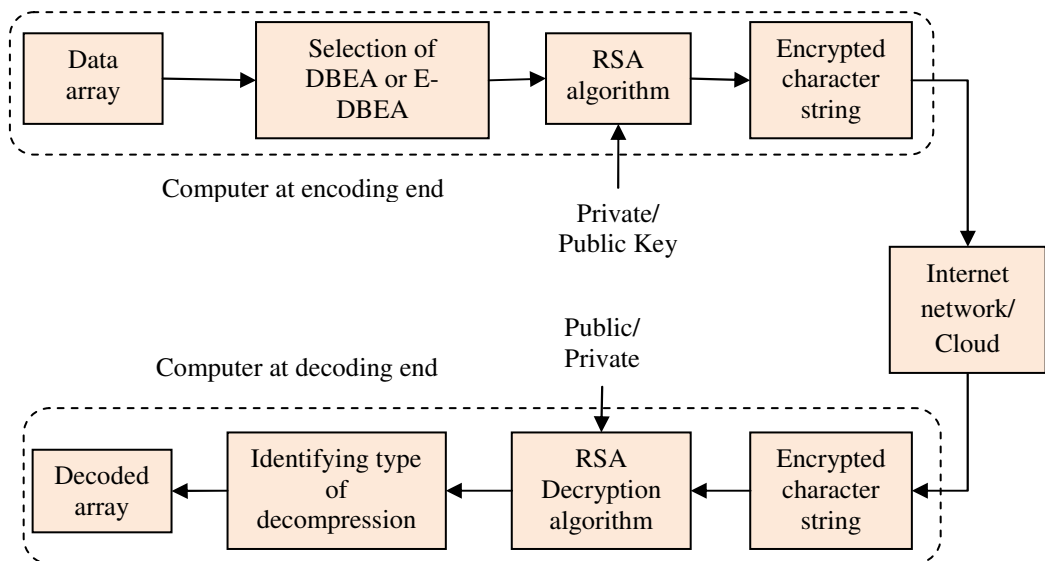 Data
array
Selection of
DBEA or E-
DBEA
RSA
algorithm
Encrypted
character
string
Computer at encoding end
Private/
Public Key
Internet
network/
Cloud
Public/
Private
Computer at decoding end
Decoded
array
Identifying type
of
decompression
RSA
Decryption
algorithm
Encrypted
character
string